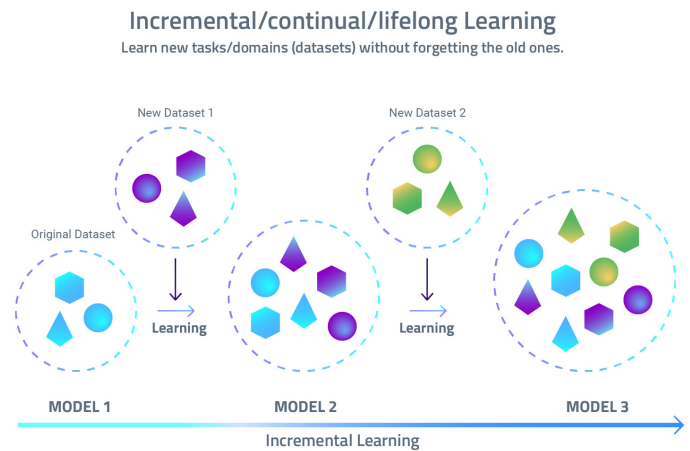 Incremental/continual/lifelong Learning
Learn new tasks/domains (datasets) without forgetting the old ones.
New Dataset 1
New Dataset 2
Original Dataset
Learning
Learning
MODEL 1
MODEL 2
MODEL 3
Incremental Learning